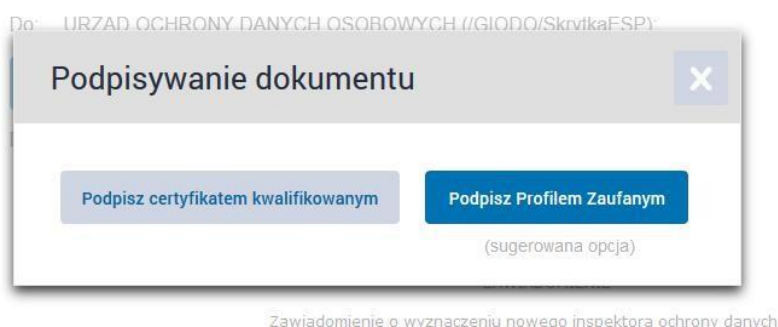 Do: URZĄD OCHRONY DANYCH OSOBOWYCH (/GIODO/SkrytkaESP):
Podpisywanie dokumentu
Podpisz certyfikatem kwalifikowanym
Podpisz Profilem Zaufanym
(sugerowana opcja)
Zawiadomienie o wyznaczeniu nowego inspektora ochrony danych